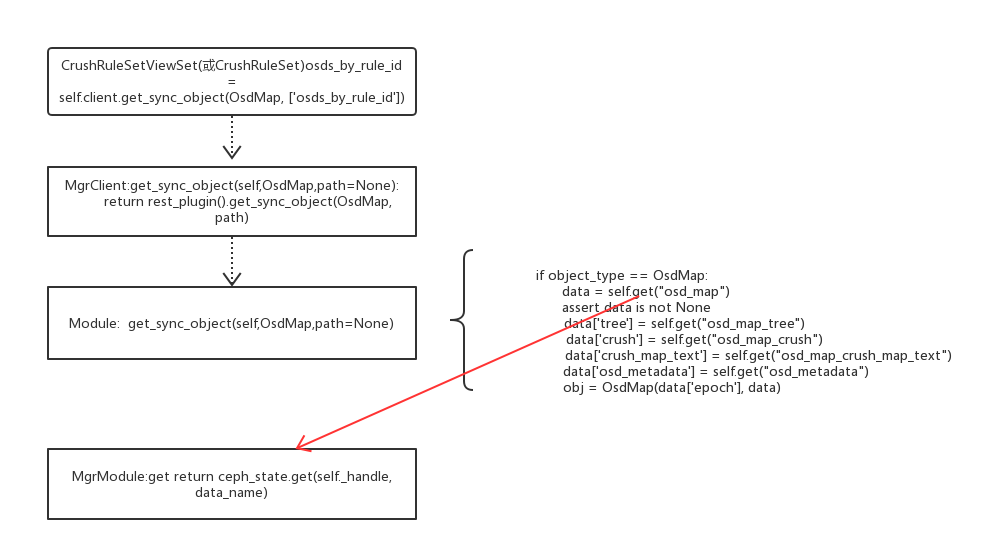 CrushRuleSetViewSet(或CrushRuleSet)osds_by_rule_id
=
self.client.get_sync_object(OsdMap, ['osds_by_rule_id'])
MgrClient:get_sync_object(self,OsdMap,path=None):
return rest_plugin().get_sync_object(OsdMap,
path)
Module: get_sync_object(self,OsdMap,path=None)
if object_type == OsdMap:
data = self.get("osd_map")
assert data is not None
data['tree'] = self.get("osd_map_tree")
data['crush'] = self.get("osd_map_crush")
data['crush_map_text'] = self.get("osd_map_crush_map_text")
data['osd_metadata'] = self.get("osd_metadata")
obj = OsdMap(data['epoch'], data)
MgrModule:get return ceph_state.get(self._handle,
data_name)